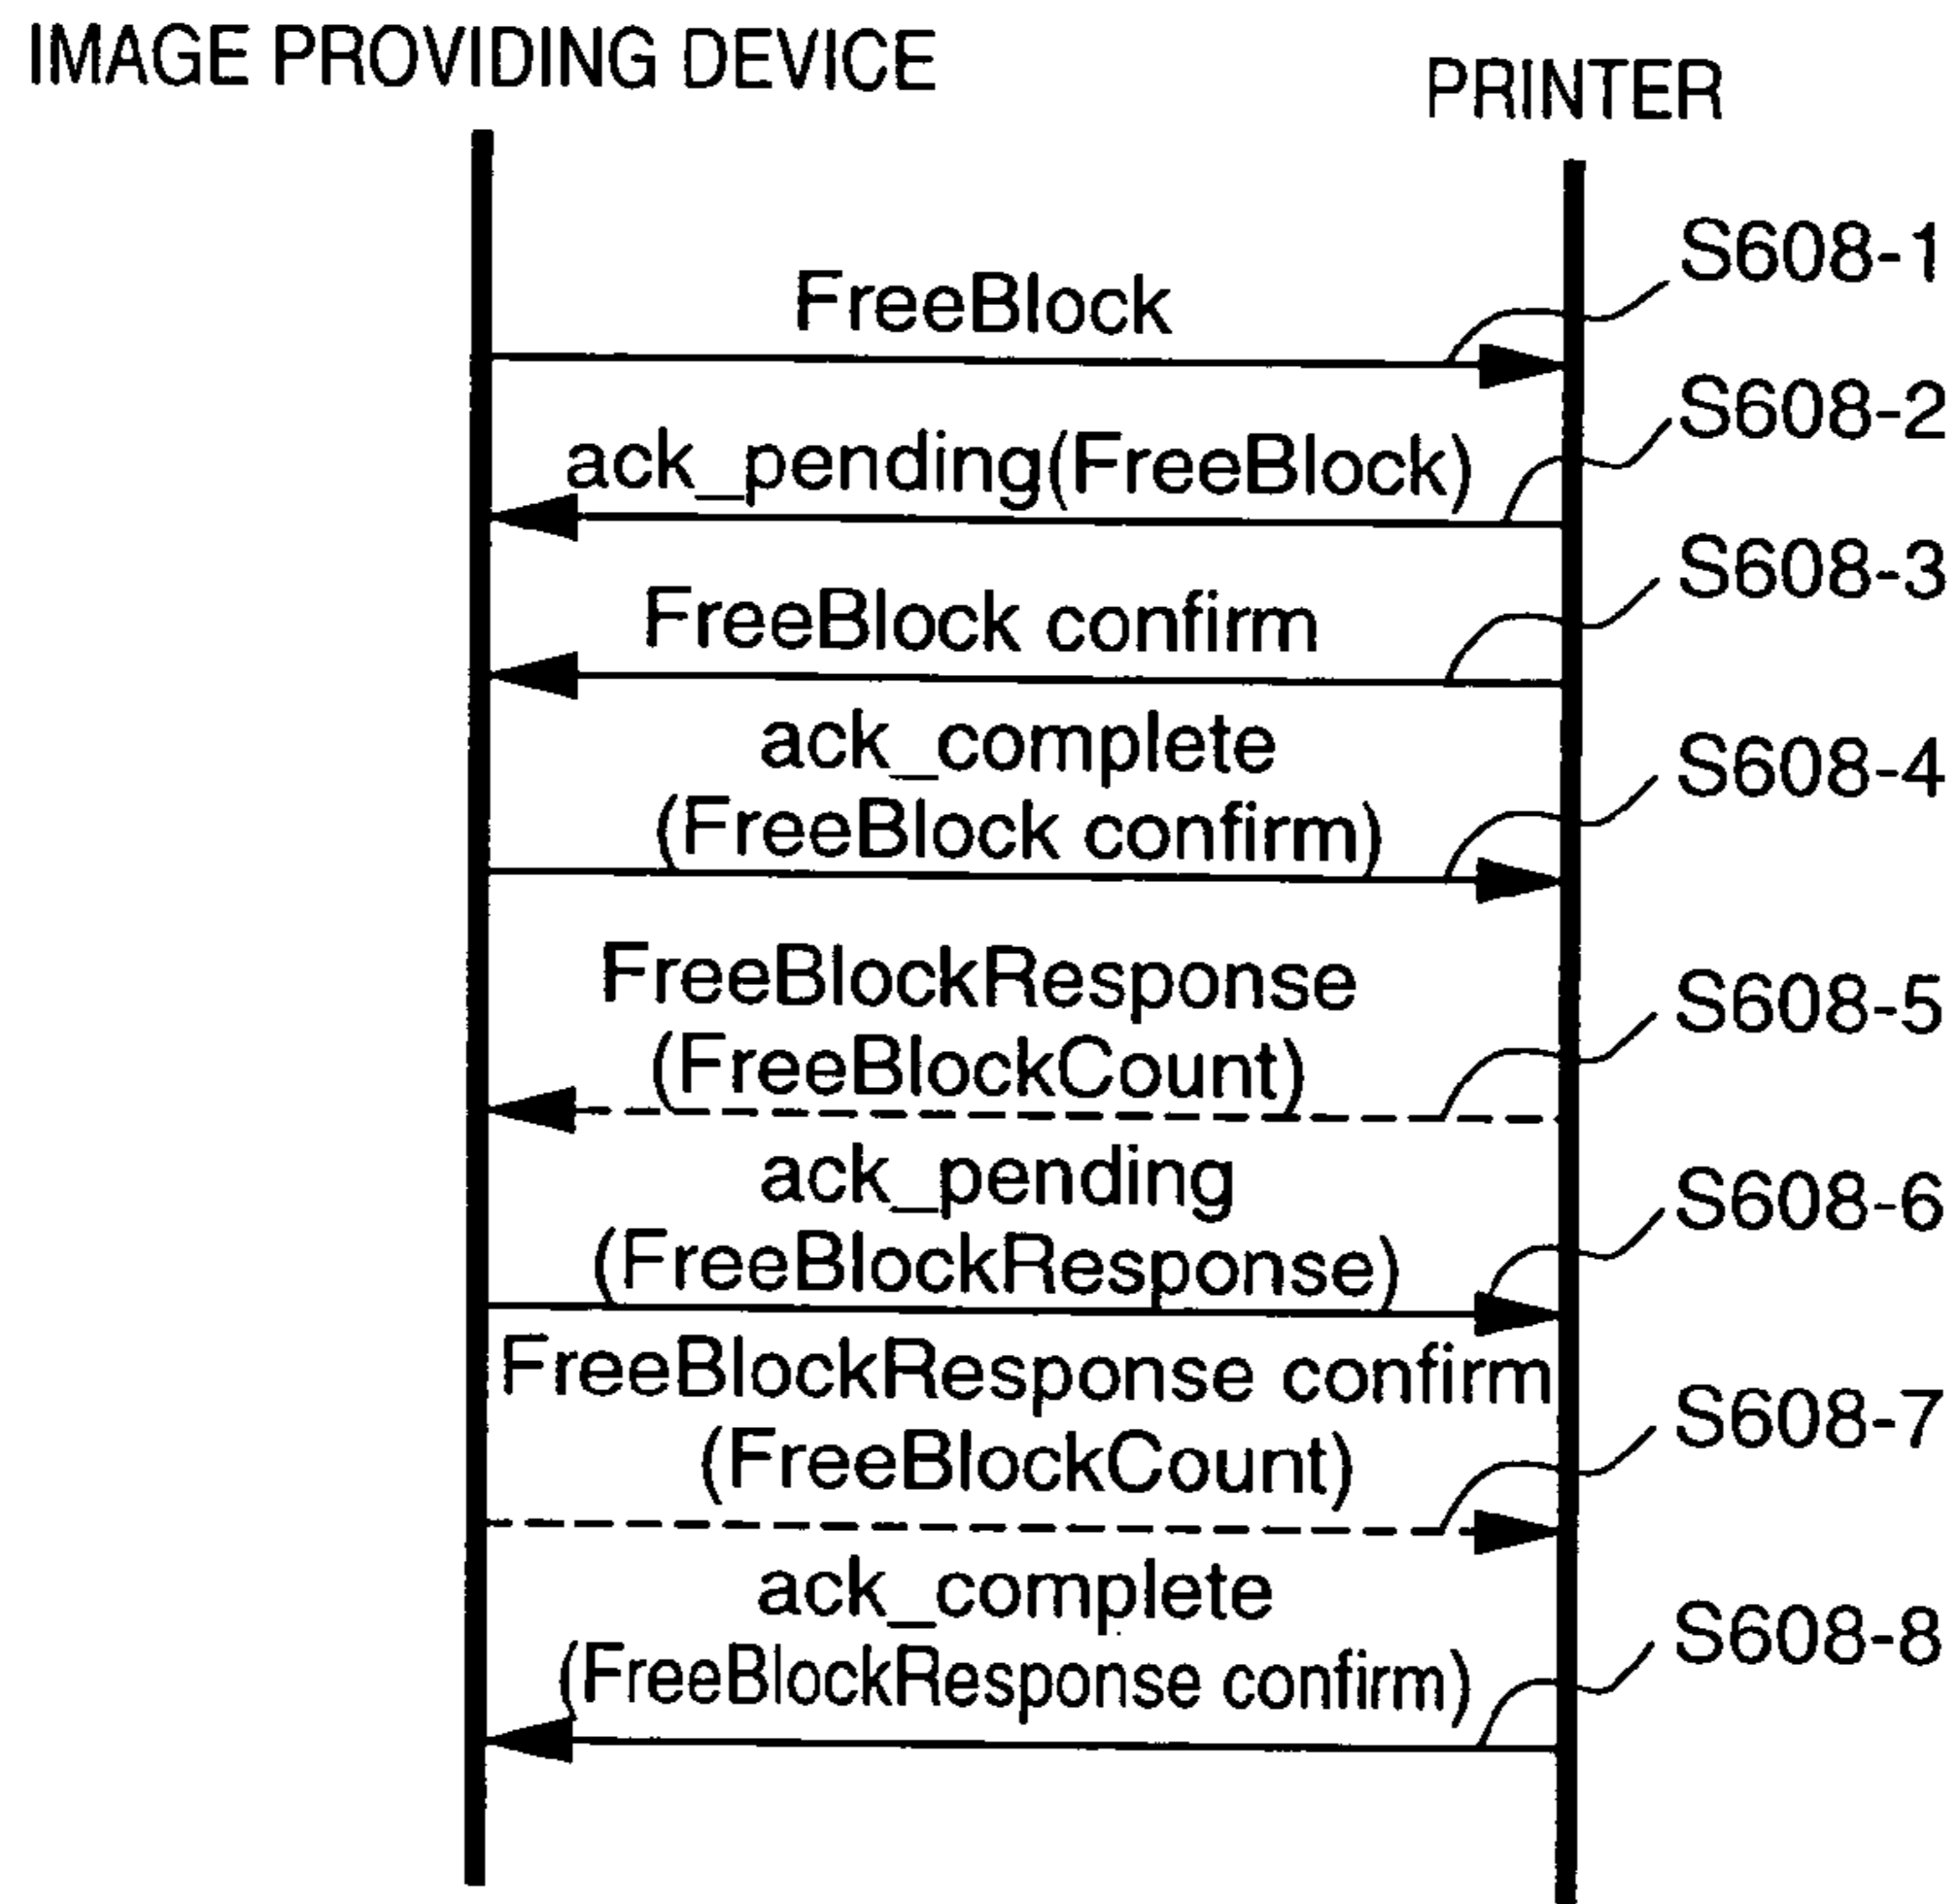 IMAGE PROVIDING DEVICE
PRINTER
S608-1
FreeBlock
S608-2
ack_pending(FreeBlock)
S608-3
FreeBlock confirm
ack_complete
S608-4
(FreeBlock confirm)
FreeBlockResponse
S608-5
(FreeBlockCount)
ack_pending
S608-6
(FreeBlockResponse)
FreeBlockResponse confirm
S608-7
(FreeBlockCount)
ack_complete
S608-8
(FreeBlockResponse confirm)